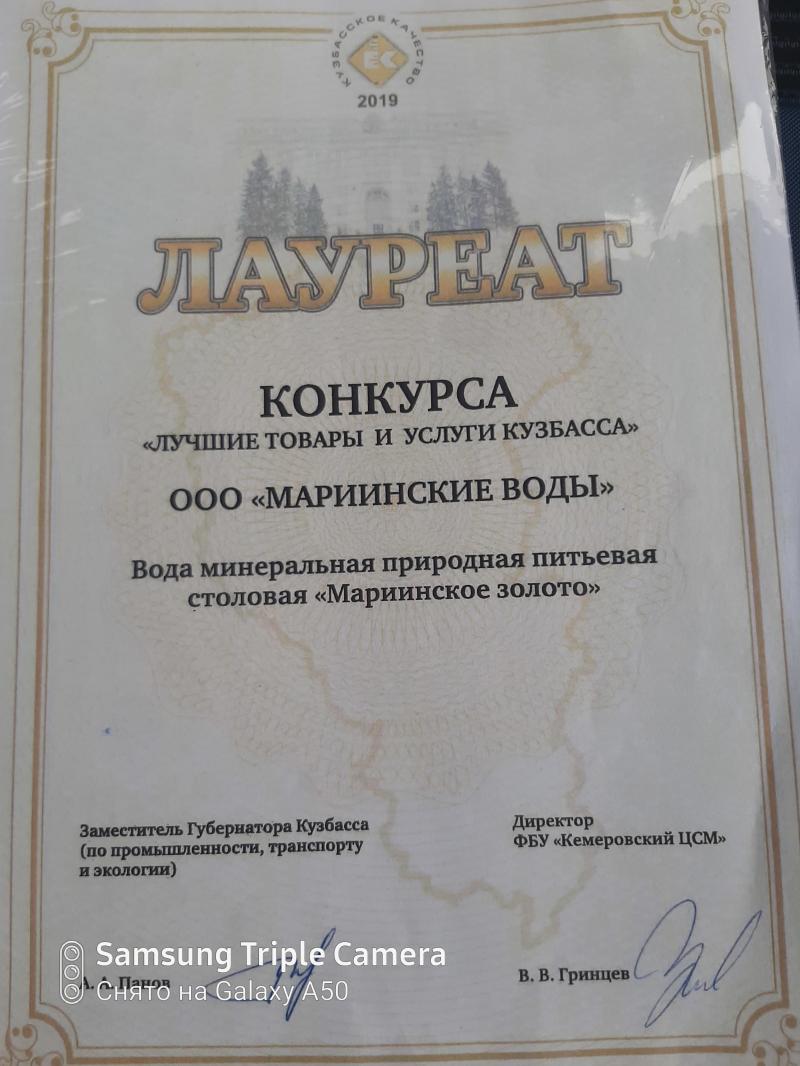 КУЗБАССКОЕ КАЧЕСТВО
2019
ЛАУРЕАТ
КОНКУРСА
«ЛУЧШИЕ ТОВАРЫ И УСЛУГИ КУЗБАССА»
ООО «МАРИИНСКИЕ ВОДЫ»
Вода минеральная природная питьевая
столовая «Мариинское золото»
Заместитель Губернатора Кузбасса
(по промышленности, транспорту
и экологии)
А. А. Панов
Директор
ФБУ «Кемеровский ЦСМ»
В. В. Гринцев
Samsung Triple Camera
Снято на Galaxy A50